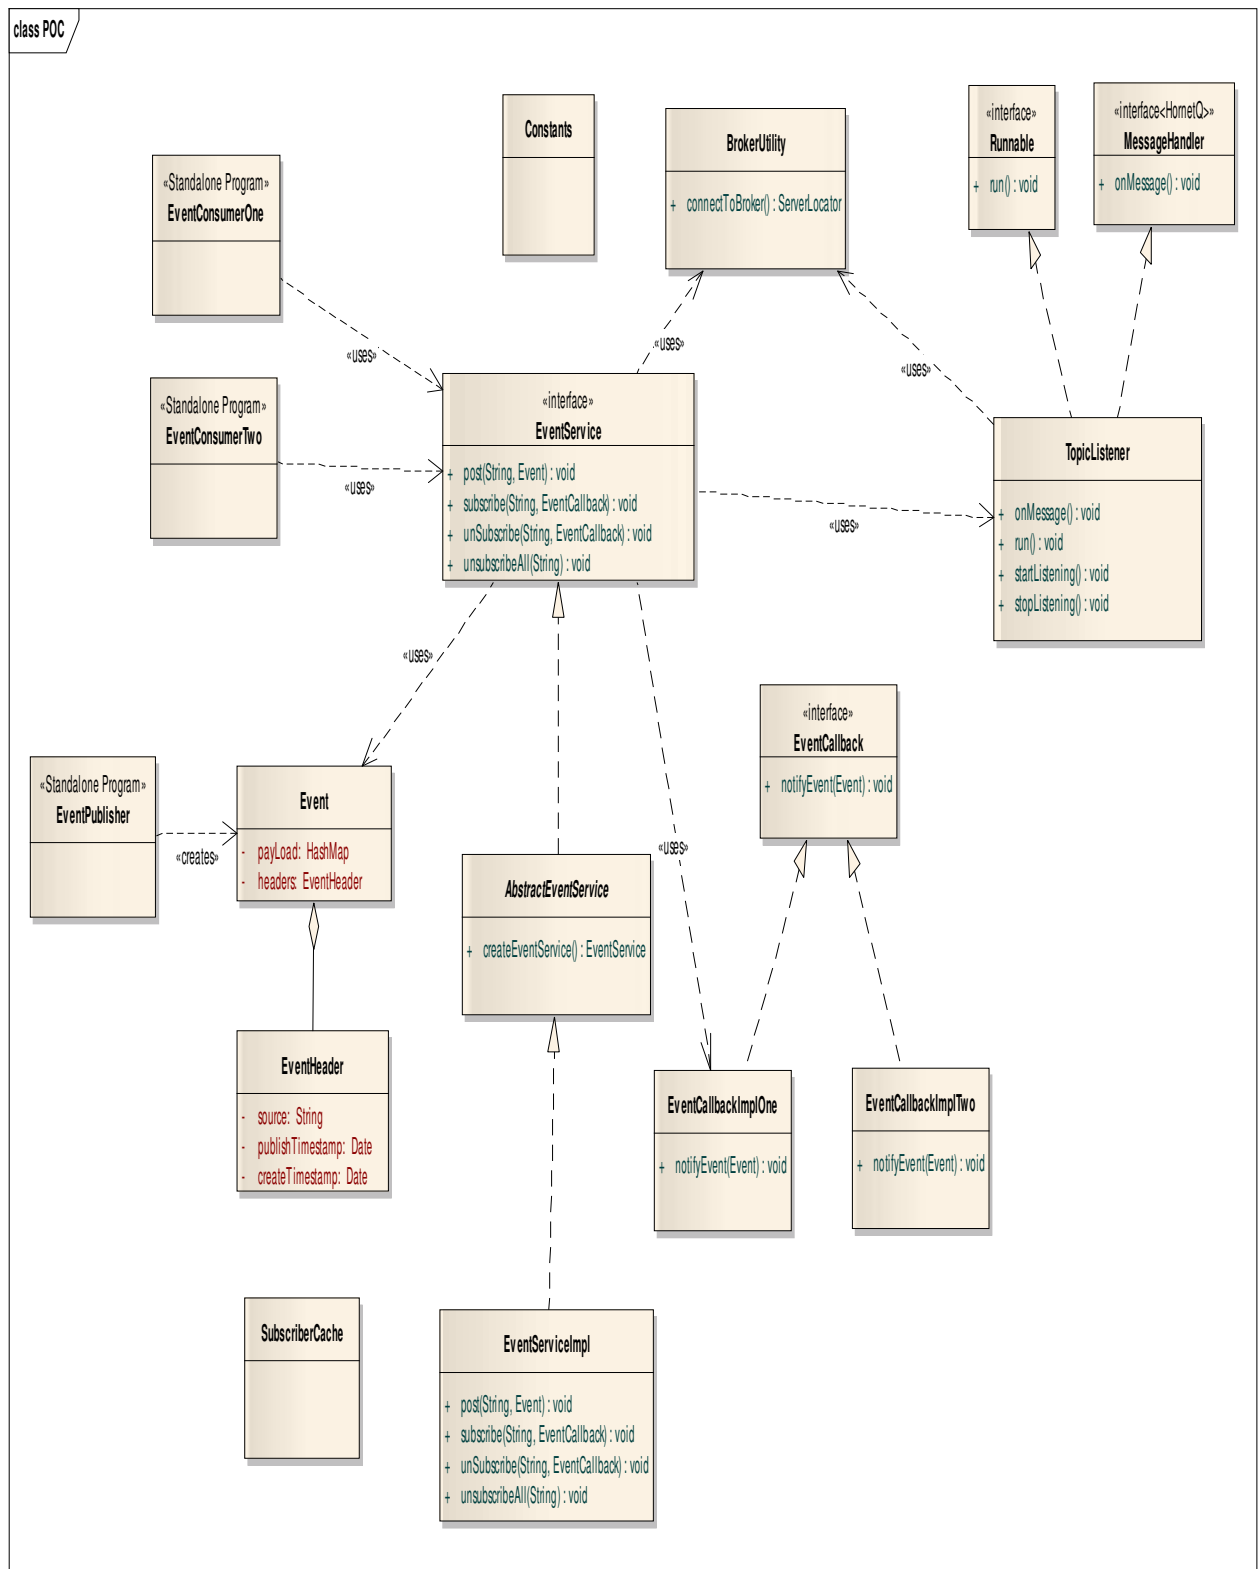 class POC
Constants
BrokerUtility
+ connectToBroker() : ServerLocator
«interface»
Runnable
+ run() : void
«interface<HornetQ>»
MessageHandler
+ onMessage() : void
«Standalone Program»
EventConsumerOne
«uses»
«uses»
«uses»
«Standalone Program»
EventConsumerTwo
«uses»
«interface»
EventService
+ post(String, Event) : void
+ subscribe(String, EventCallback) : void
+ unSubscribe(String, EventCallback) : void
+ unsubscribeAll(String) : void
«uses»
TopicListener
+ onMessage() : void
+ run() : void
+ startListening() : void
+ stopListening() : void
«uses»
«interface»
EventCallback
+ notifyEvent(Event) : void
«Standalone Program»
EventPublisher
«creates»
Event
- payLoad: HashMap
- headers: EventHeader
«uses»
AbstractEventService
+ createEventService() : EventService
EventHeader
- source: String
- publishTimestamp: Date
- createTimestamp: Date
EventCallbackImplOne
+ notifyEvent(Event) : void
EventCallbackImplTwo
+ notifyEvent(Event) : void
SubscriberCache
EventServiceImpl
+ post(String, Event) : void
+ subscribe(String, EventCallback) : void
+ unSubscribe(String, EventCallback) : void
+ unsubscribeAll(String) : void